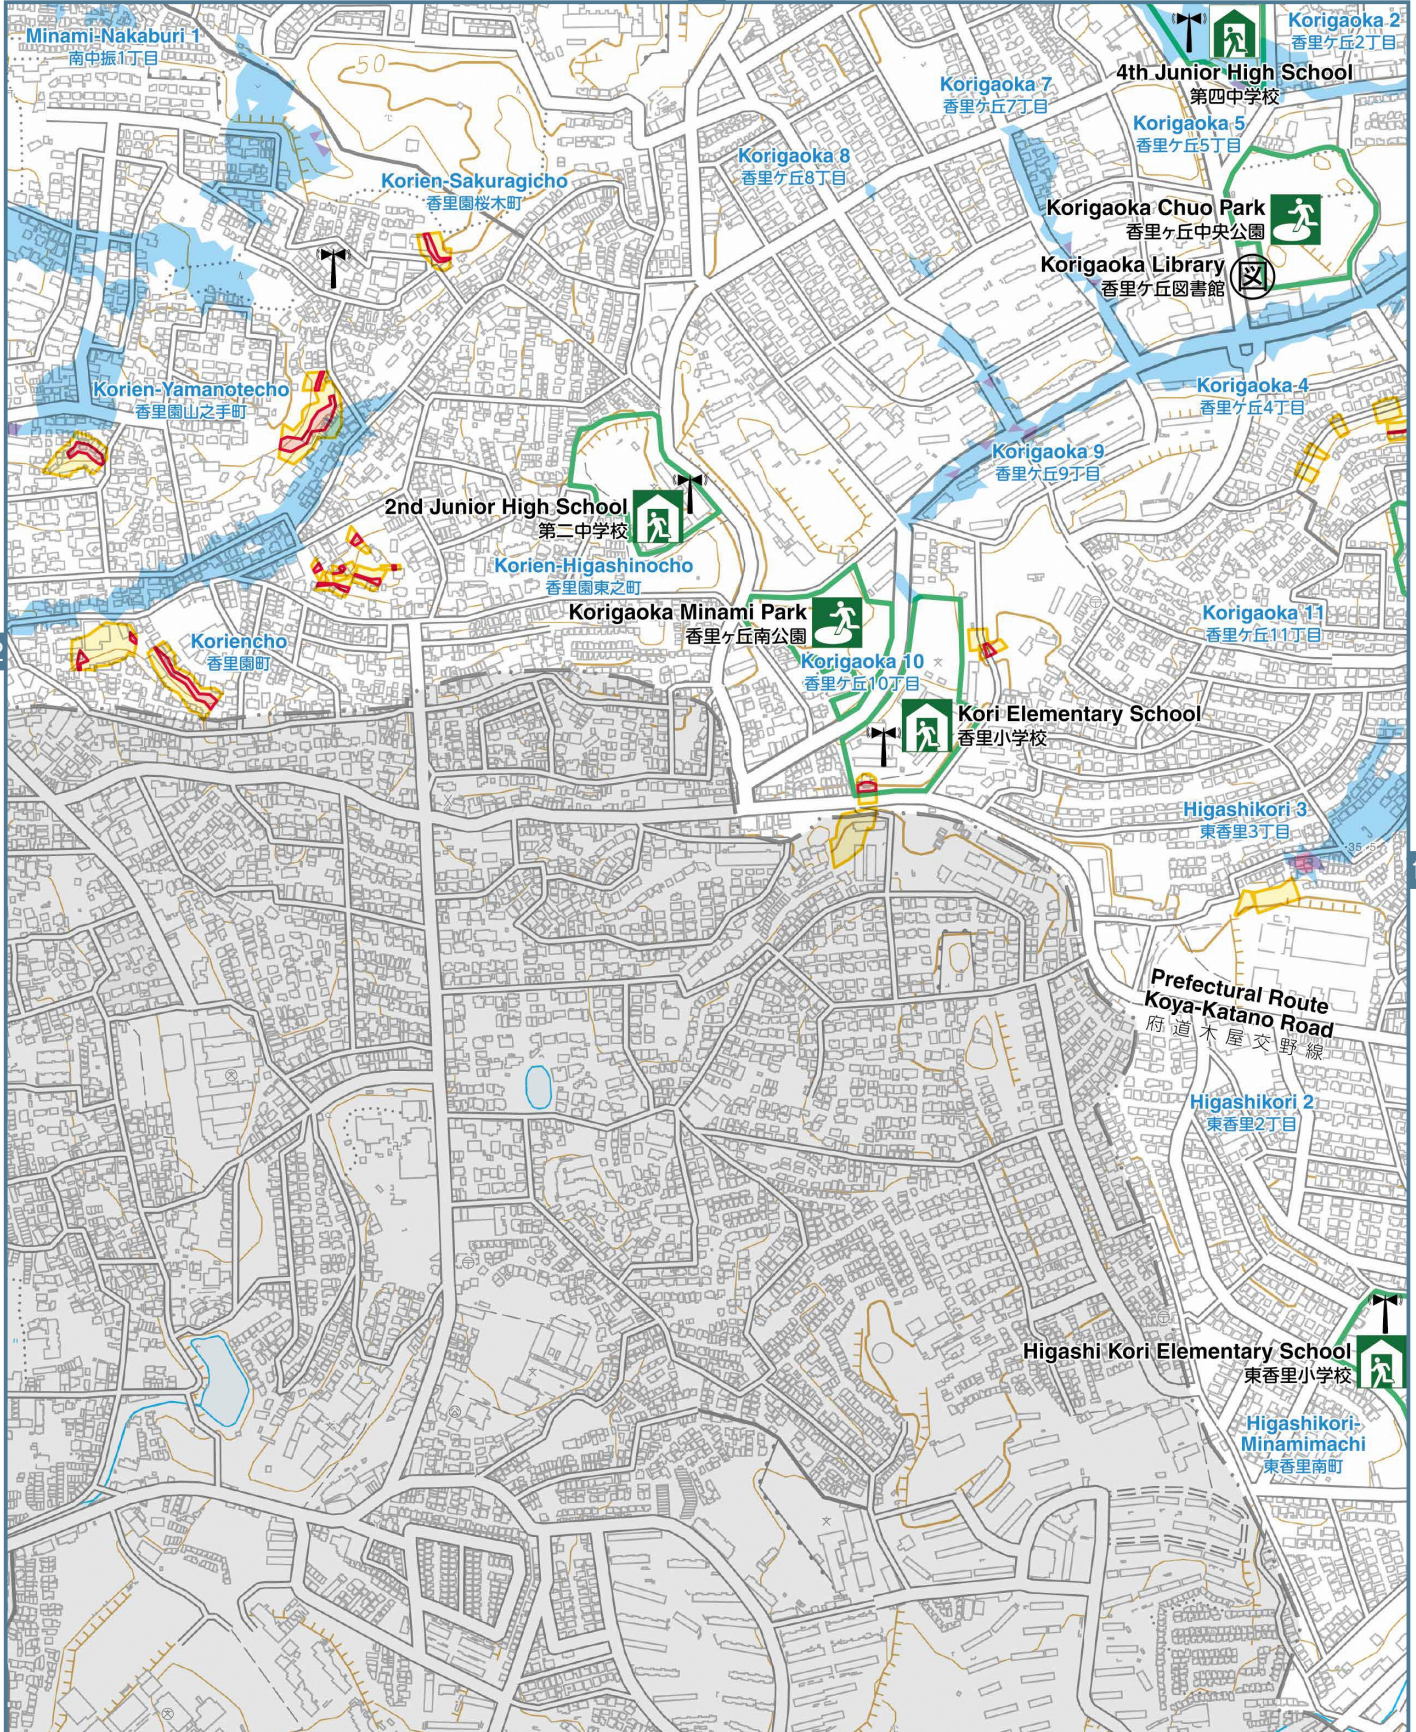 Minami-Nakaburi 1
南中振1丁目
50
Korigaoka 2
香里ケ丘2丁目
4th Junior High School
第四中学校
Korigaoka 7
香里ケ丘7丁目
Korigaoka 5
香里ケ丘5丁目
Korigaoka 8
香里ケ丘8丁目
Korien-Sakuragicho
香里園桜木町
Korigaoka Chuo Park
香里ヶ丘中央公園
Korigaoka Library
香里ケ丘図書館
図
Korien-Yamanotecho
香里園山之手町
Korigaoka 4
香里ケ丘4丁目
Korigaoka 9
香里ケ丘9丁目
2nd Junior High School
第二中学校
Korien-Higashinocho
香里園東之町
Korigaoka Minami Park
香里ヶ丘南公園
Korigaoka 11
香里ケ丘11丁目
Koriencho
香里園町
Korigaoka 10
香里ケ丘10丁目
Kori Elementary School
香里小学校
Higashikori 3
東香里3丁目
Prefectural Route
Koya-Katano Road
府道木屋交野線
Higashikori 2
東香里2丁目
Higashi Kori Elementary School
東香里小学校
Higashikori-
Minamimachi
東香里南町